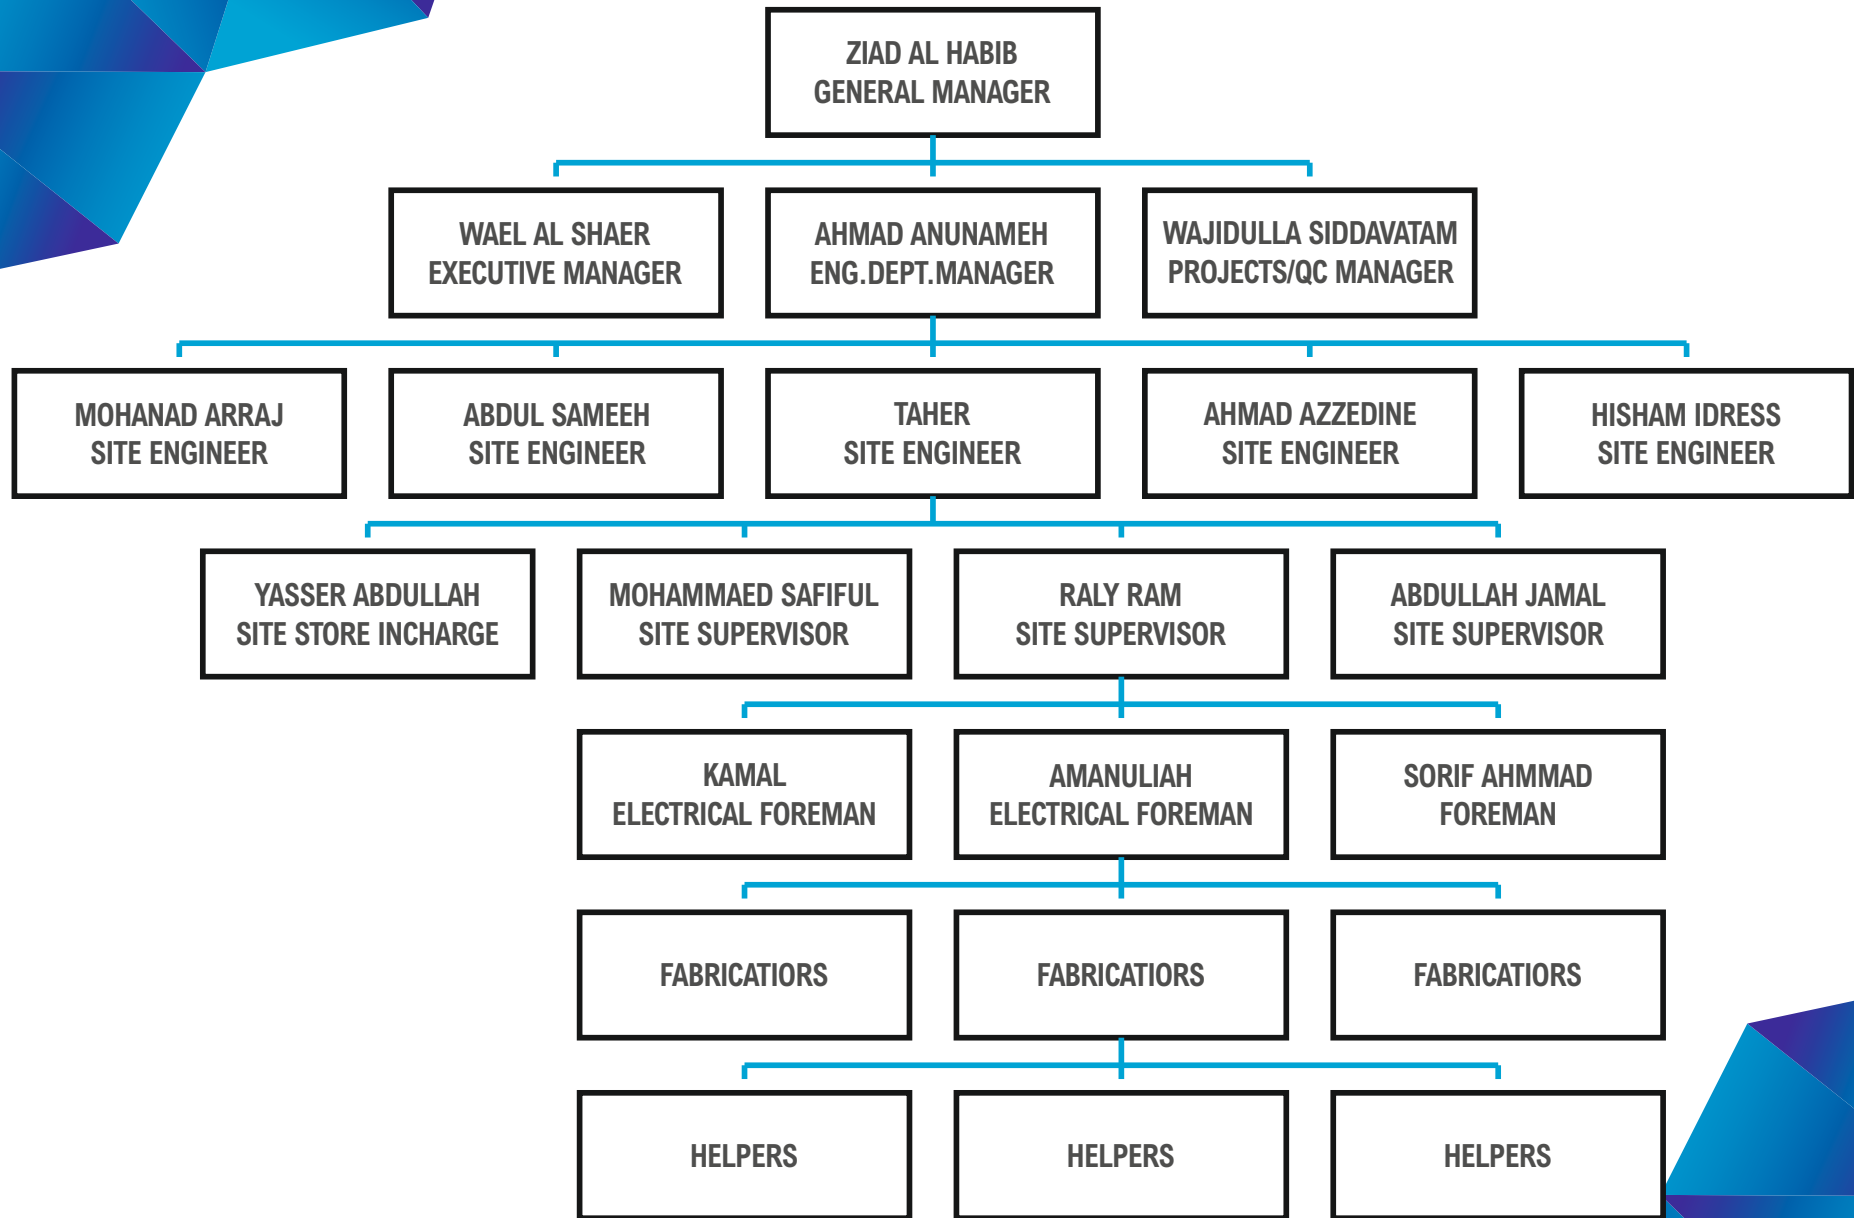 ZIAD AL HABIB
GENERAL MANAGER
WAEL AL SHAER
EXECUTIVE MANAGER
AHMAD ANUNAMEH
ENG.DEPT.MANAGER
WAJIDULLA SIDDAVATAM
PROJECTS/QC MANAGER
MOHANAD ARRAJ
SITE ENGINEER
ABDUL SAMEEH
SITE ENGINEER
TAHER
SITE ENGINEER
AHMAD AZZEDINE
SITE ENGINEER
HISHAM IDRESS
SITE ENGINEER
YASSER ABDULLAH
SITE STORE INCHARGE
MOHAMMAED SAFIFUL
SITE SUPERVISOR
RALY RAM
SITE SUPERVISOR
ABDULLAH JAMAL
SITE SUPERVISOR
KAMAL
ELECTRICAL FOREMAN
AMANULIAH
ELECTRICAL FOREMAN
SORIF AHMMAD
FOREMAN
FABRICATIORS
FABRICATIORS
FABRICATIORS
HELPERS
HELPERS
HELPERS